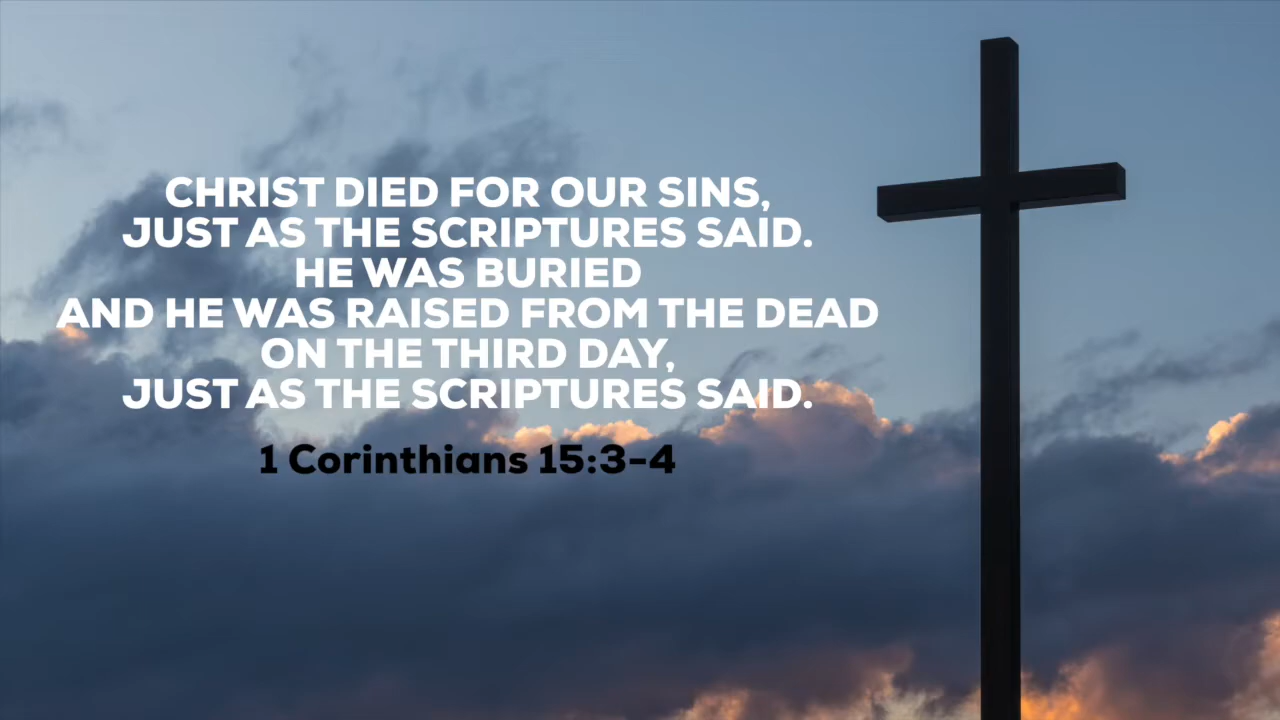 CHRIST DIED FOR OUR SINS,
JUST AS THE SCRIPTURES SAID.
HE WAS BURIED
AND HE WAS RAISED FROM THE DEAD
ON THE THIRD DAY,
JUST AS THE SCRIPTURES SAID.
1 Corinthians 15:3-4